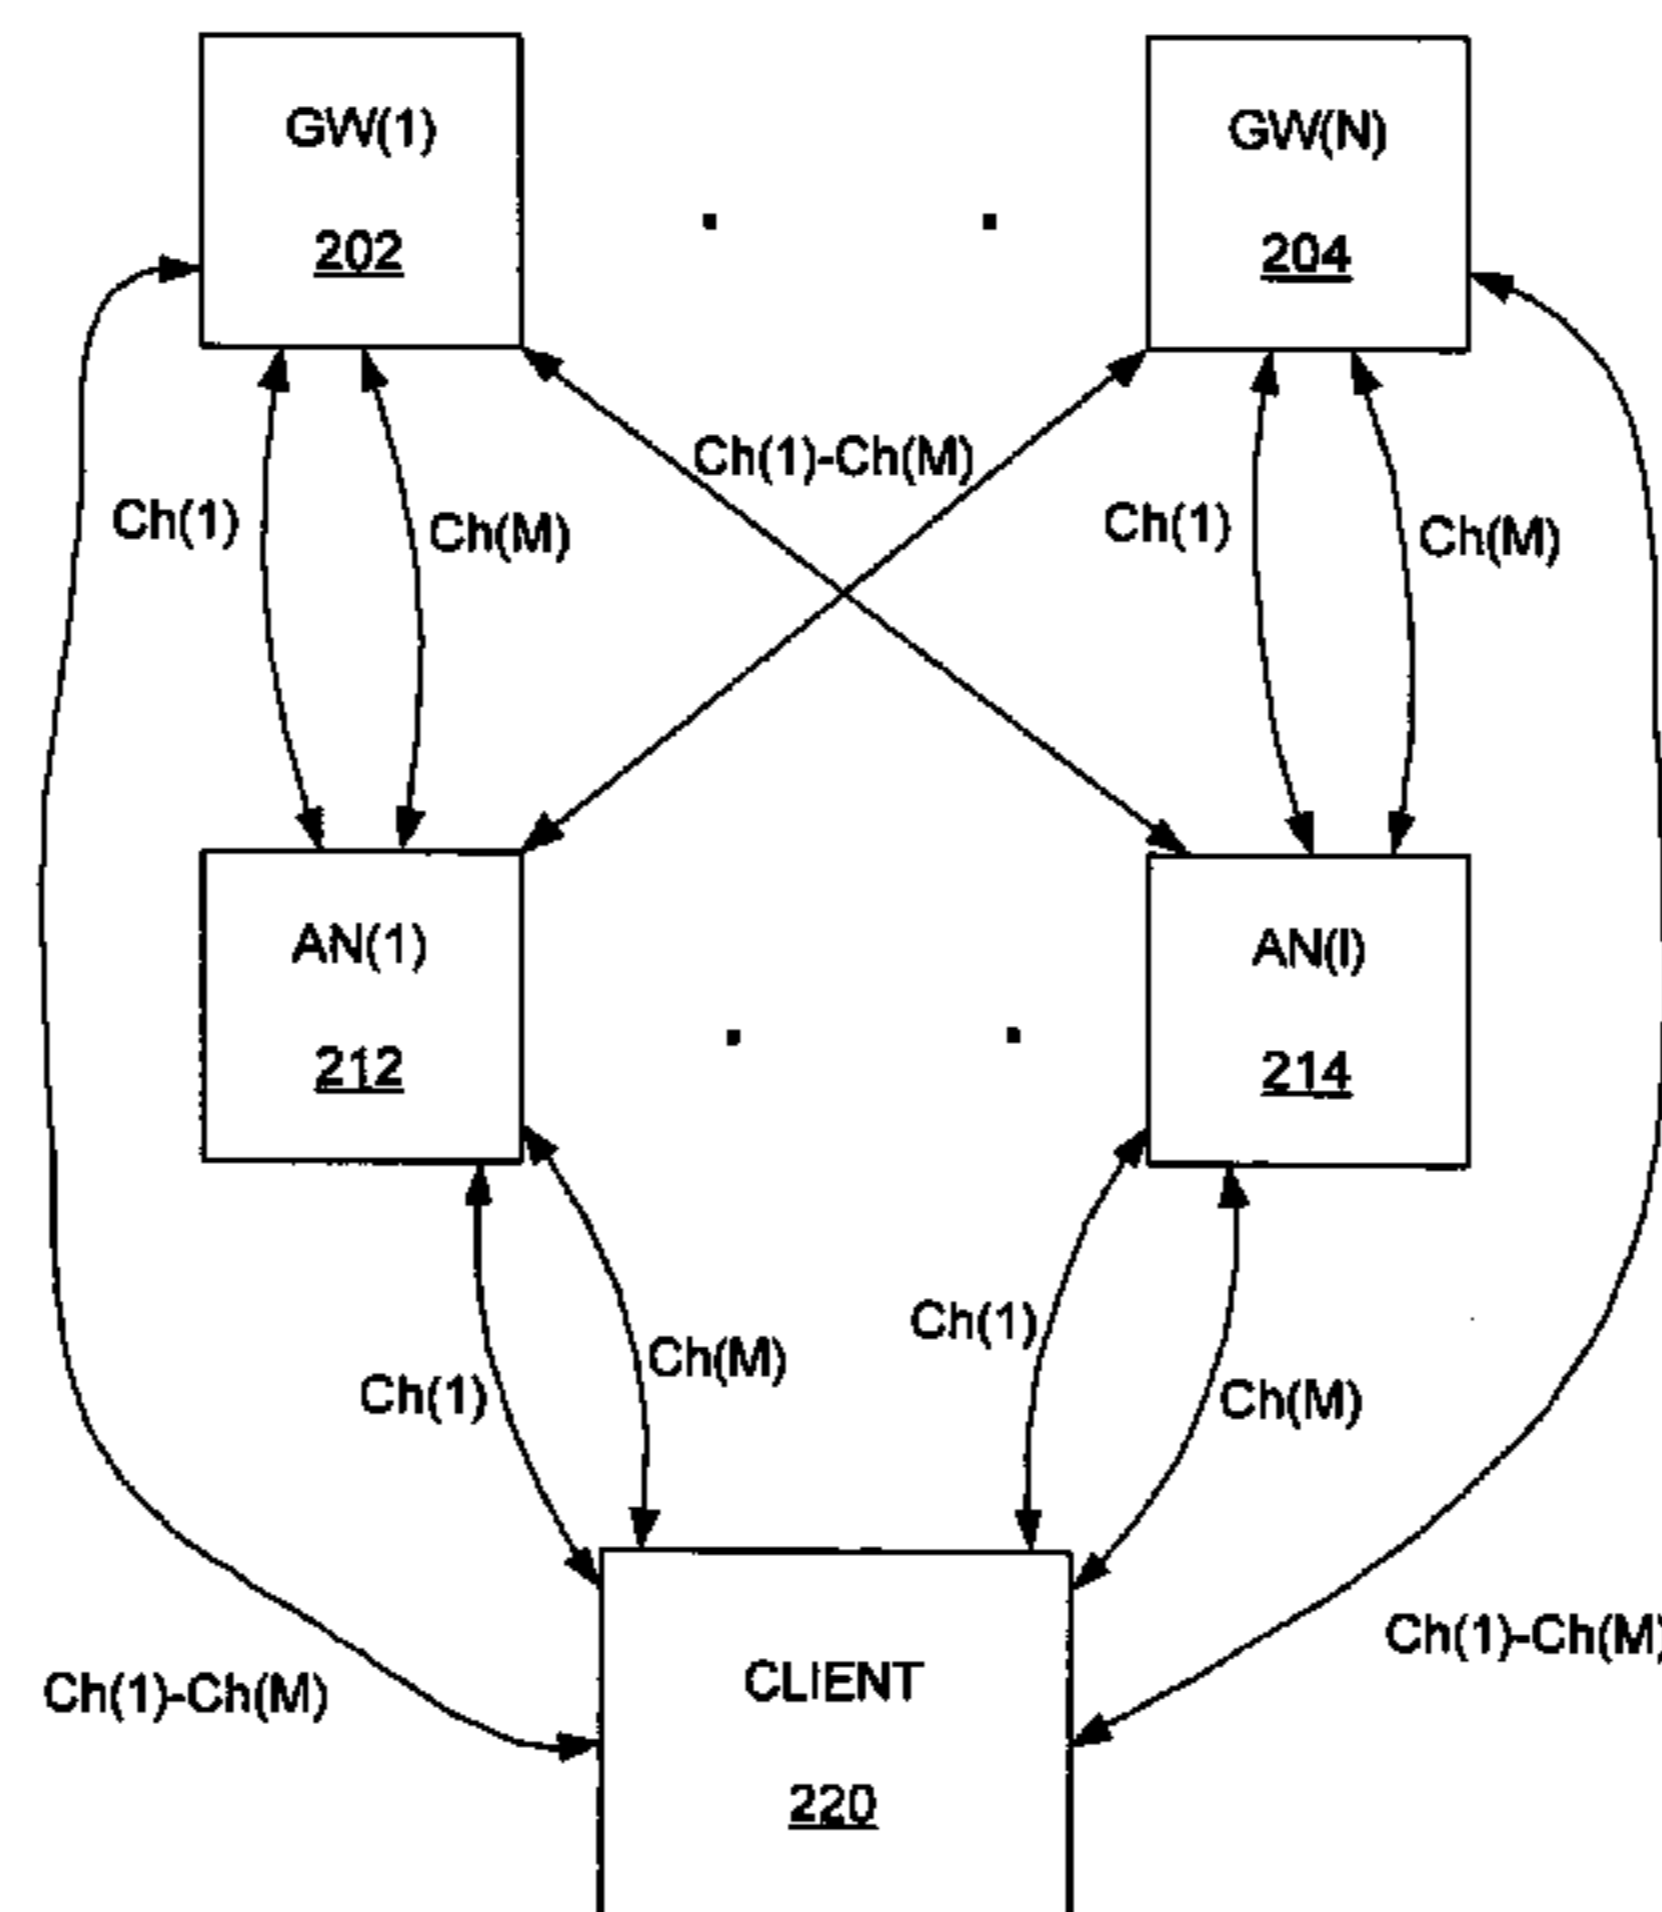 GW(1)
202
GW(N)
204
Ch(1)-Ch(M)
Ch(1)
Ch(M)
Ch(1)
Ch(M)
AN(1)
212
AN(I)
214
Ch(1)
Ch(M)
Ch(1)
Ch(M)
Ch(1)-Ch(M)
Ch(1)-Ch(M)
CLIENT
220